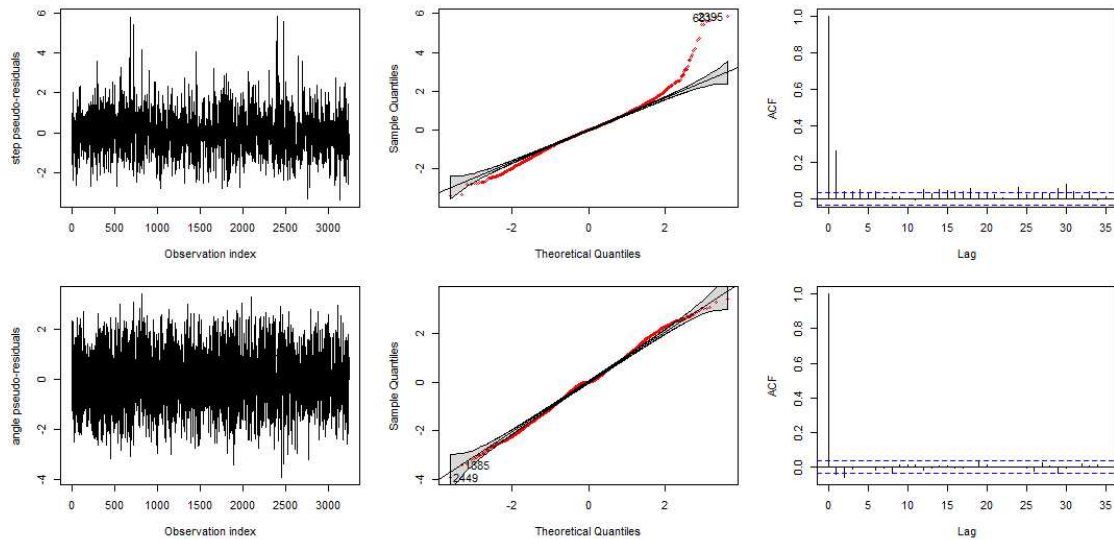 step pseudo-residuals
-2 0 2 4 6
0 500 1000 1500 2000 2500 3000
Observation index
Sample Quantiles
-2 0 2 4 6
2395
-2 0 2
Theoretical Quantiles
ACF
0.0 0.2 0.4 0.6 0.8 1.0
0 5 10 15 20 25 30 35
Lag
angle pseudo-residuals
-4 -2 0 2
0 500 1000 1500 2000 2500 3000
Observation index
Sample Quantiles
-4 -2 0 2
1885
2449
-2 0 2
Theoretical Quantiles
ACF
0.0 0.2 0.4 0.6 0.8 1.0
0 5 10 15 20 25 30 35
Lag